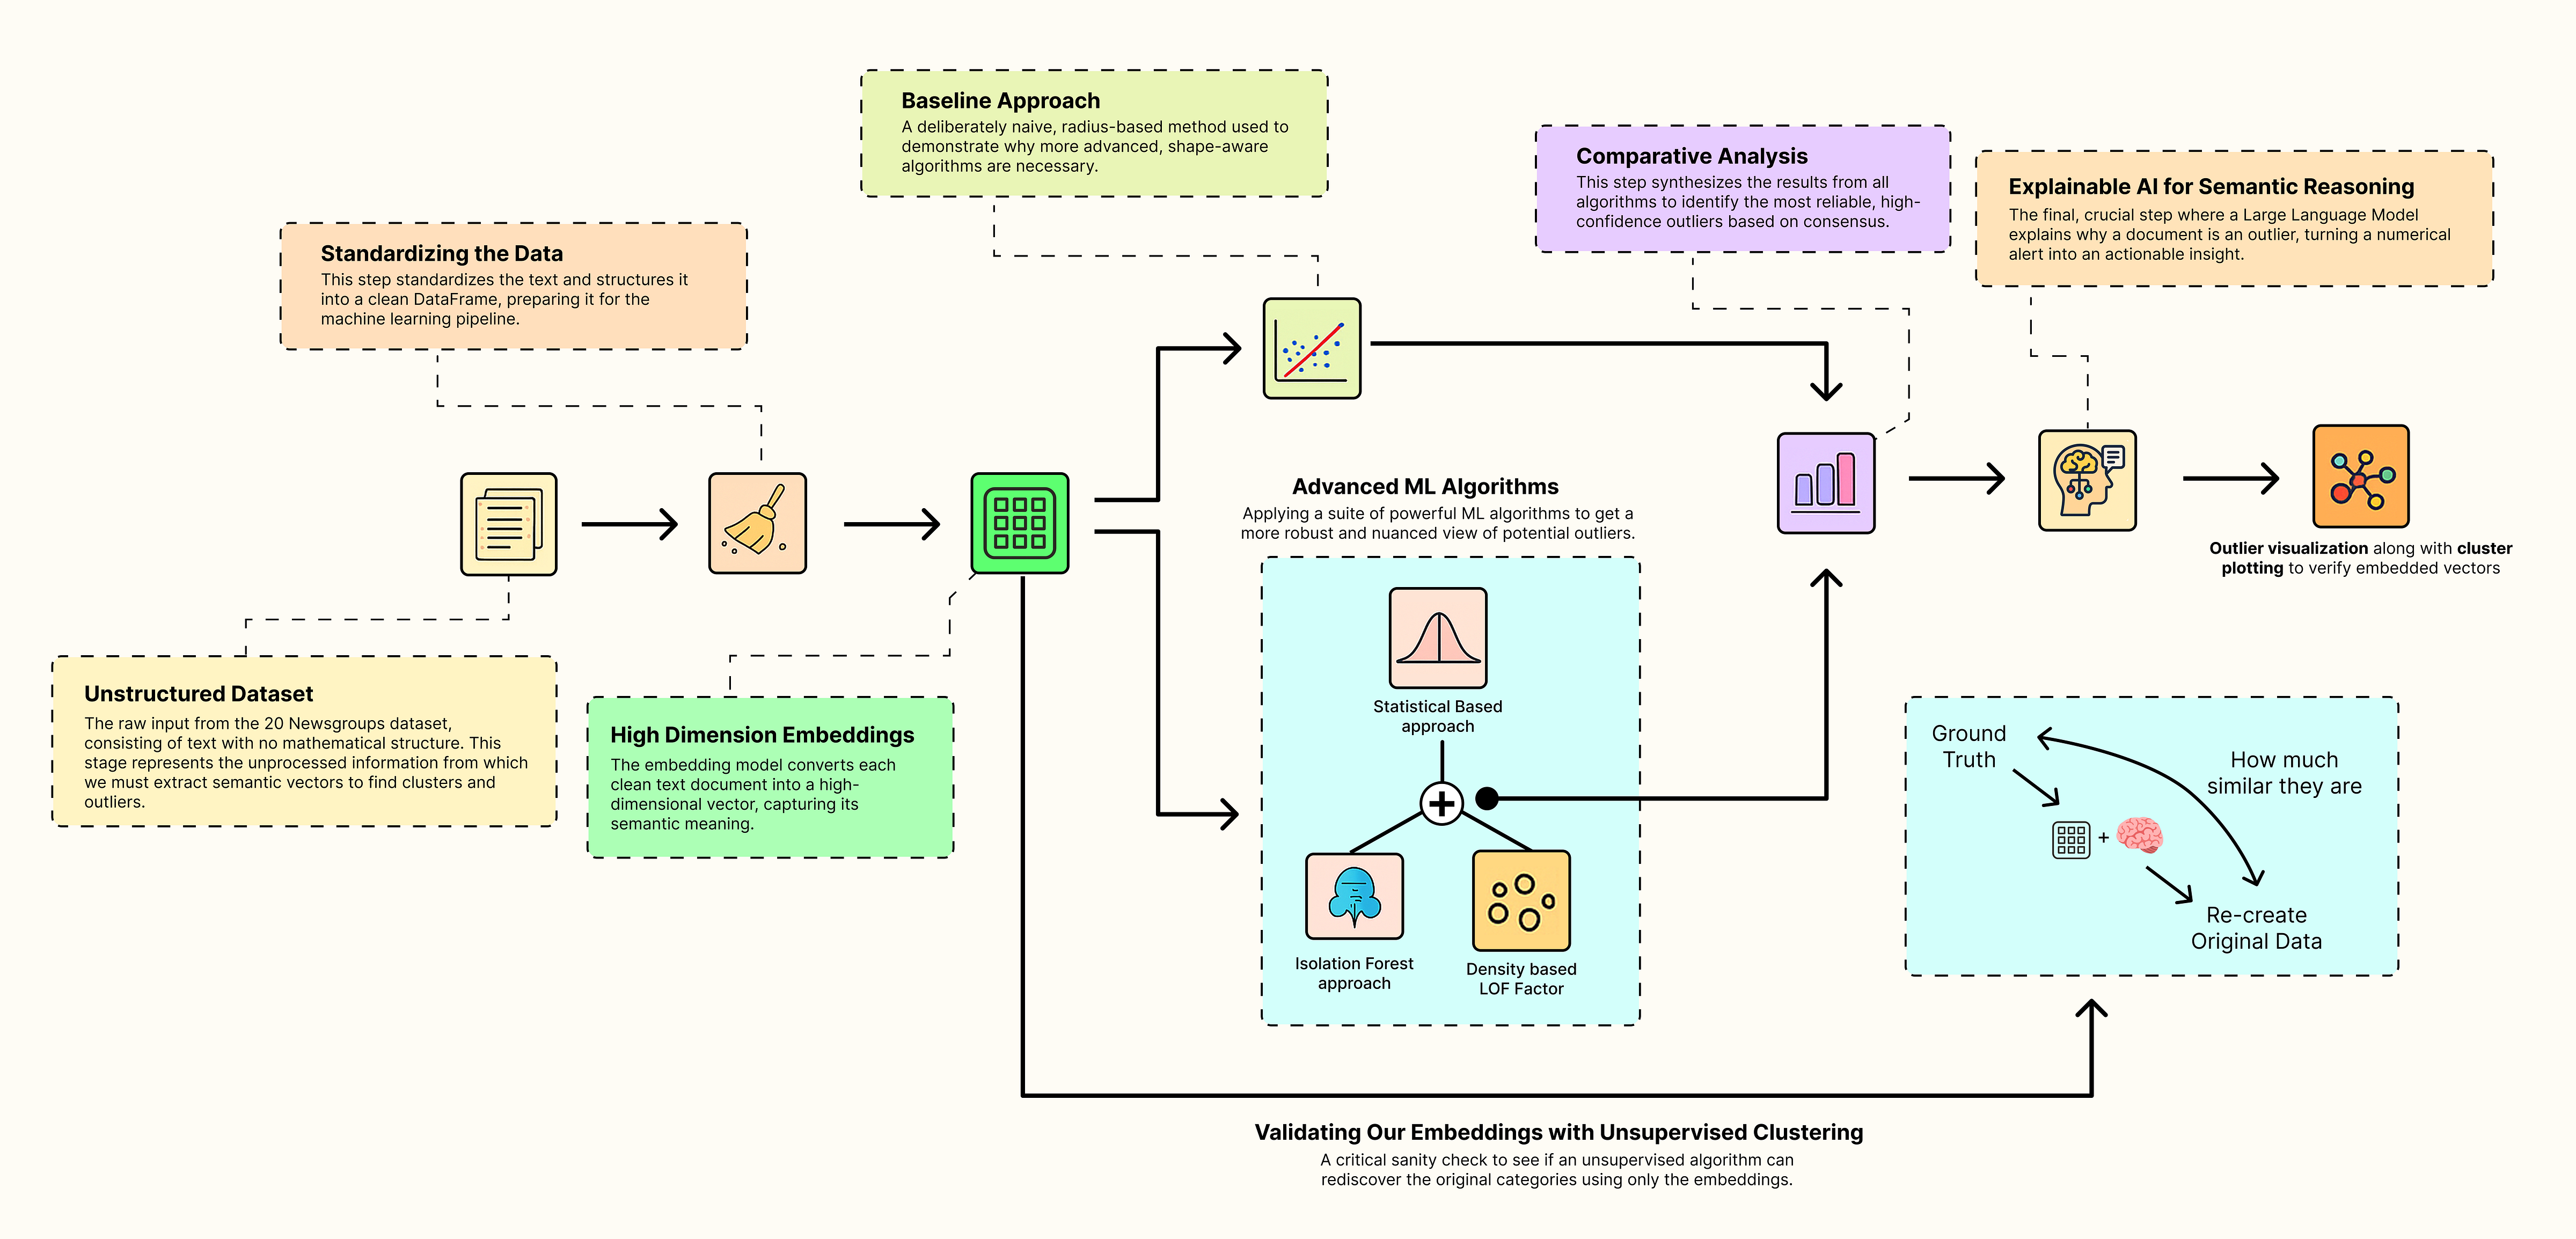 Baseline Approach
A deliberately naive, radius-based method used to
demonstrate why more advanced, shape-aware
algorithms are necessary.
Comparative Analysis
This step synthesizes the results from all
algorithms to identify the most reliable, high-
confidence outliers based on consensus.
Explainable AI for Semantic Reasoning
The final, crucial step where a Large Language Model
explains why a document is an outlier, turning a numerical
alert into an actionable insight.
Standardizing the Data
This step standardizes the text and structures it
into a clean DataFrame, preparing it for the
machine learning pipeline.
Advanced ML Algorithms
Applying a suite of powerful ML algorithms to get a
more robust and nuanced view of potential outliers.
Outlier visualization along with cluster
plotting to verify embedded vectors
Unstructured Dataset
The raw input from the 20 Newsgroups dataset,
consisting of text with no mathematical structure. This
stage represents the unprocessed information from which
we must extract semantic vectors to find clusters and
outliers.
High Dimension Embeddings
The embedding model converts each
clean text document into a high-
dimensional vector, capturing its
semantic meaning.
Statistical Based
approach
Isolation Forest
approach
Density based
LOF Factor
Ground
Truth
How much
similar they are
+
Re-create
Original Data
Validating Our Embeddings with Unsupervised Clustering
A critical sanity check to see if an unsupervised algorithm can
rediscover the original categories using only the embeddings.